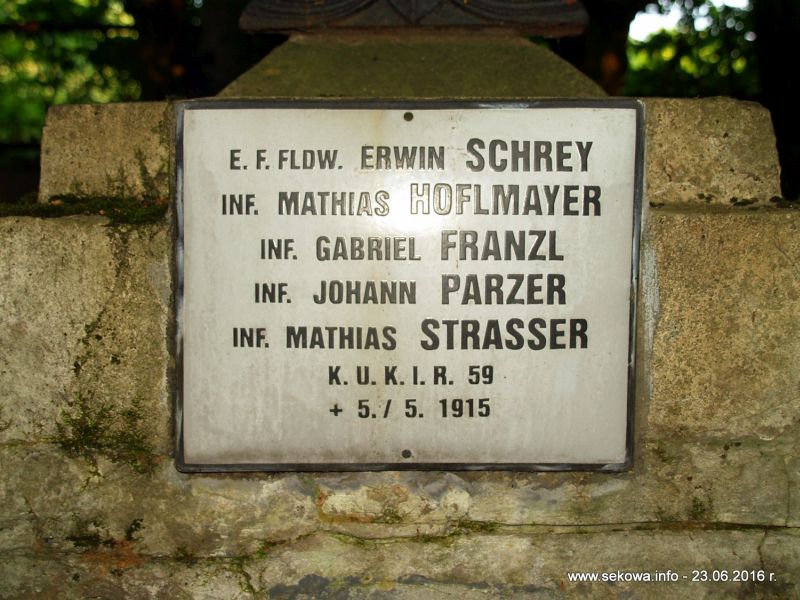 E. F. FLDW. ERWIN SCHREY
INF. MATHIAS HOFLMAYER
INF. GABRIEL FRANZL
INF. JOHANN PARZER
INF. MATHIAS STRASSER
K. U. K. I. R. 59
+ 5. / 5. 1915
www.sekowa.info - 23.06.2016 r.